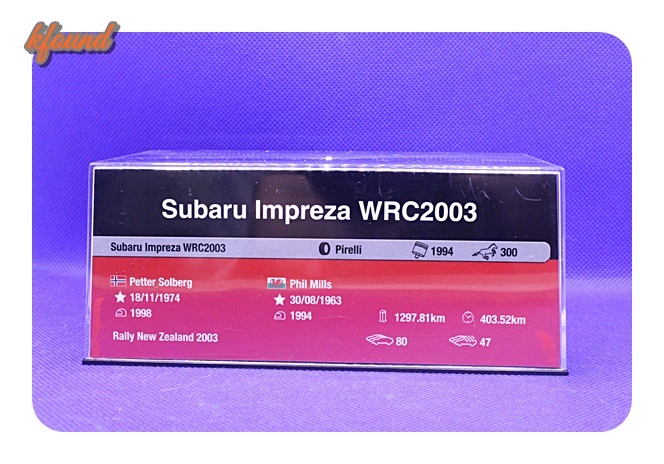 kfound
Subaru Impreza WRC2003
Subaru Impreza WRC2003 Pirelli 1994 300
Petter Solberg Phil Mills
18/11/1974 30/08/1963
1998 1994 1297.81km 403.52km
Rally New Zealand 2003 80 47